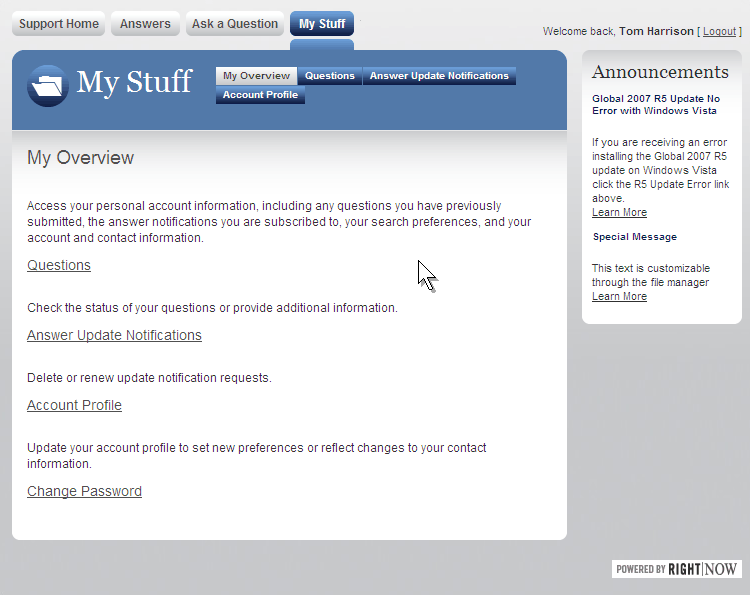 Support Home Answers Ask a Question My Stuff
Welcome back, Tom Harrison [ Logout ]
My Stuff
My Overview Questions Answer Update Notifications
Account Profile
My Overview
Access your personal account information, including any questions you have previously
submitted, the answer notifications you are subscribed to, your search preferences, and your
account and contact information.
Questions
Check the status of your questions or provide additional information.
Answer Update Notifications
Delete or renew update notification requests.
Account Profile
Update your account profile to set new preferences or reflect changes to your contact
information.
Change Password
Announcements
Global 2007 R5 Update No
Error with Windows Vista
If you are receiving an error
installing the Global 2007 R5
update on Windows Vista
click the R5 Update Error link
above.
Learn More
Special Message
This text is customizable
through the file manager
Learn More
POWERED BY RIGHT|NOW